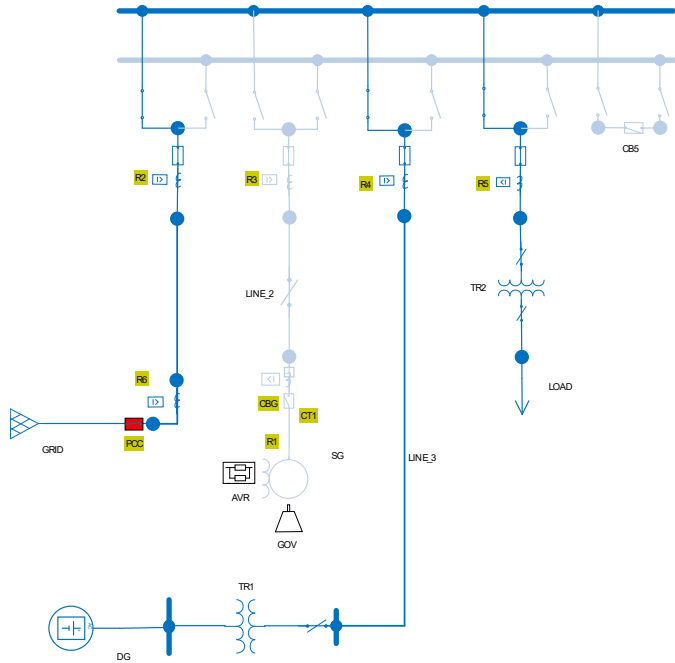 CB5
R2
R3
R4
R5
TR2
LINE_2
R6
LOAD
CBG
CT1
PCC
R1
GRID
SG
LINE_3
AVR
GOV
TR1
DG